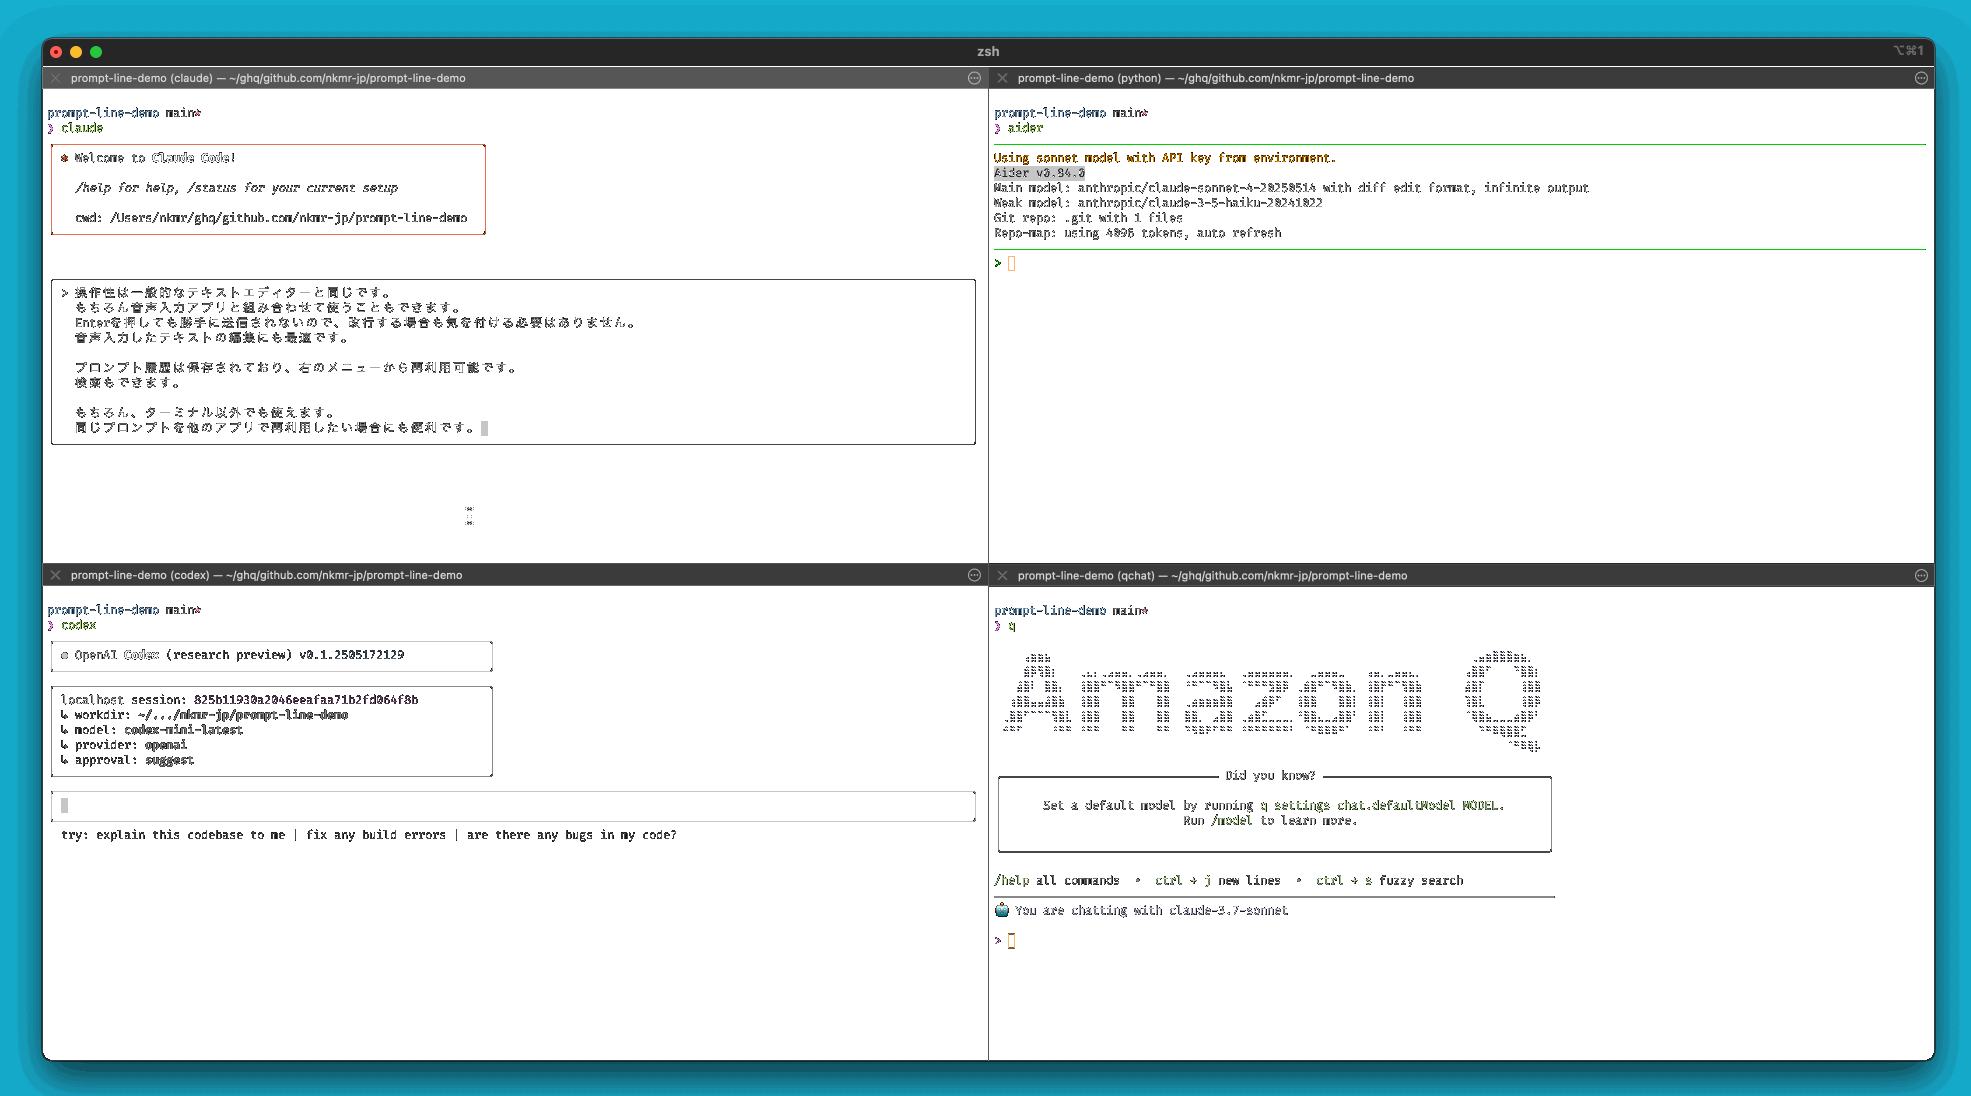 zsh
⌥⌘1
prompt-line-demo (claude) — ~/ghq/github.com/nkmr-jp/prompt-line-demo
prompt-line-demo main*
❯ claude
✻ Welcome to Claude Code!
/help for help, /status for your current setup
cwd: /Users/nkmr/ghq/github.com/nkmr-jp/prompt-line-demo
> 操作性は一般的なテキストエディターと同じです。
もちろん音声入力アプリと組み合わせて使うこともできます。
Enterを押しても勝手に送信されないので、改行する場合も気を付ける必要はありません。
音声入力したテキストの編集にも最適です。
プロンプト履歴は保存されており、右のメニューから再利用可能です。
検索もできます。
もちろん、ターミナル以外でも使えます。
同じプロンプトを他のアプリで再利用したい場合にも便利です。
prompt-line-demo (python) — ~/ghq/github.com/nkmr-jp/prompt-line-demo
prompt-line-demo main*
❯ aider
Using sonnet model with API key from environment.
Aider v0.84.0
Main model: anthropic/claude-sonnet-4-20250514 with diff edit format, infinite output
Weak model: anthropic/claude-3-5-haiku-20241022
Git repo: .git with 1 files
Repo-map: using 4096 tokens, auto refresh
>
prompt-line-demo (codex) — ~/ghq/github.com/nkmr-jp/prompt-line-demo
prompt-line-demo main*
❯ codex
● OpenAI Codex (research preview) v0.1.2505172129
localhost session: 825b11930a2046eeafaa71b2fd064f8b
↳ workdir: ~/.../nkmr-jp/prompt-line-demo
↳ model: codex-mini-latest
↳ provider: openai
↳ approval: suggest
try: explain this codebase to me | fix any build errors | are there any bugs in my code?
prompt-line-demo (qchat) — ~/ghq/github.com/nkmr-jp/prompt-line-demo
prompt-line-demo main*
❯ q
Amazon Q
Did you know?
Set a default model by running q settings chat.defaultModel MODEL.
Run /model to learn more.
/help all commands • ctrl + j new lines • ctrl + s fuzzy search
🤖 You are chatting with claude-3.7-sonnet
>